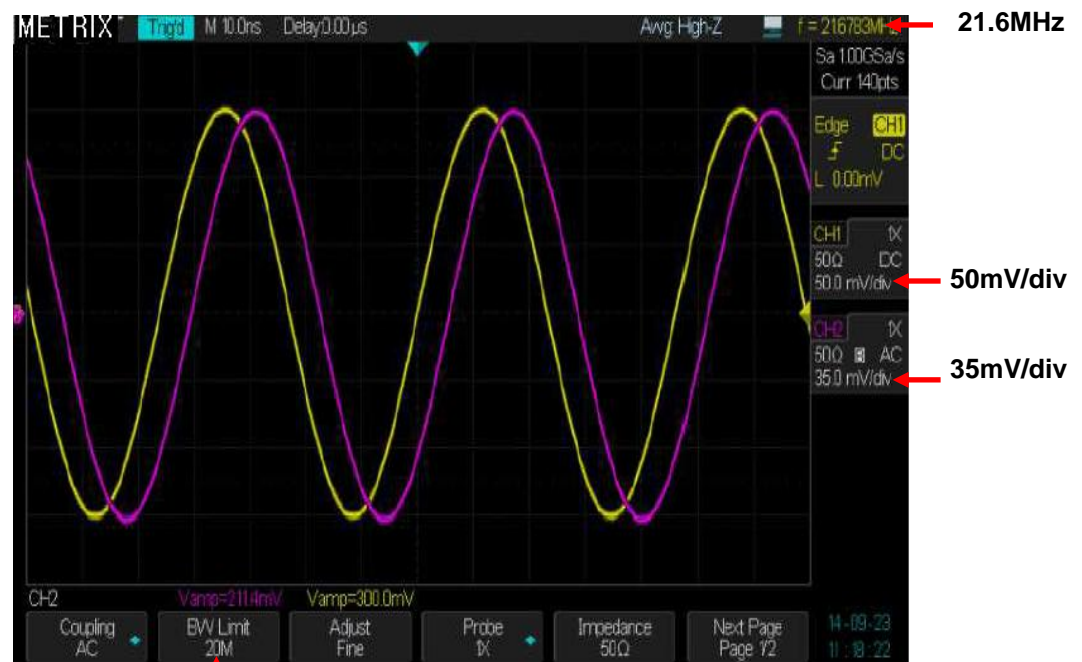 METRIX Trig'd M 10.0ns Delay:0.00µs Awg: High-Z f = 21.6783MHz
21.6MHz
Sa 1.00GSa/s
Curr 140pts
Edge CH1
DC
L 0.00mV
CH1 1X
50Ω DC
50.0 mV/div
50mV/div
CH2 1X
50Ω B AC
35.0 mV/div
35mV/div
CH2 Vamp=211.4mV Vamp=300.0mV
Coupling
AC
BW Limit
20M
Adjust
Fine
Probe
1X
Impedance
50Ω
Next Page
Page 1/2
14-09-23
11:18:22